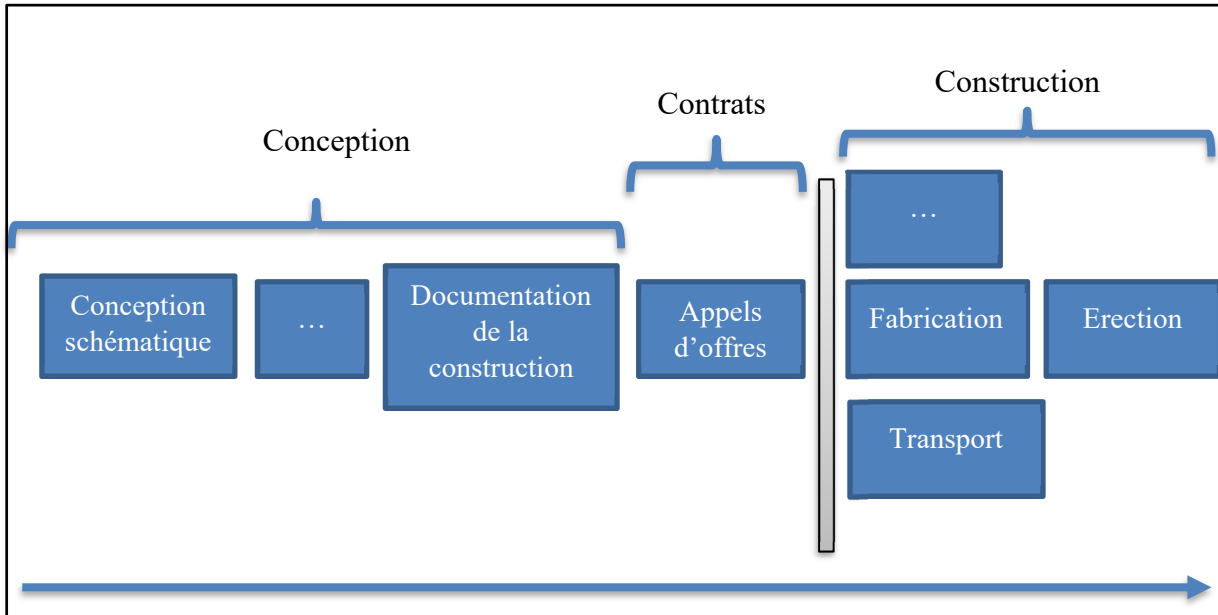 Conception
Contrats
Construction
Conception
schématique
…
Documentation
de la
construction
Appels
d’offres
…
Fabrication
Erection
Transport